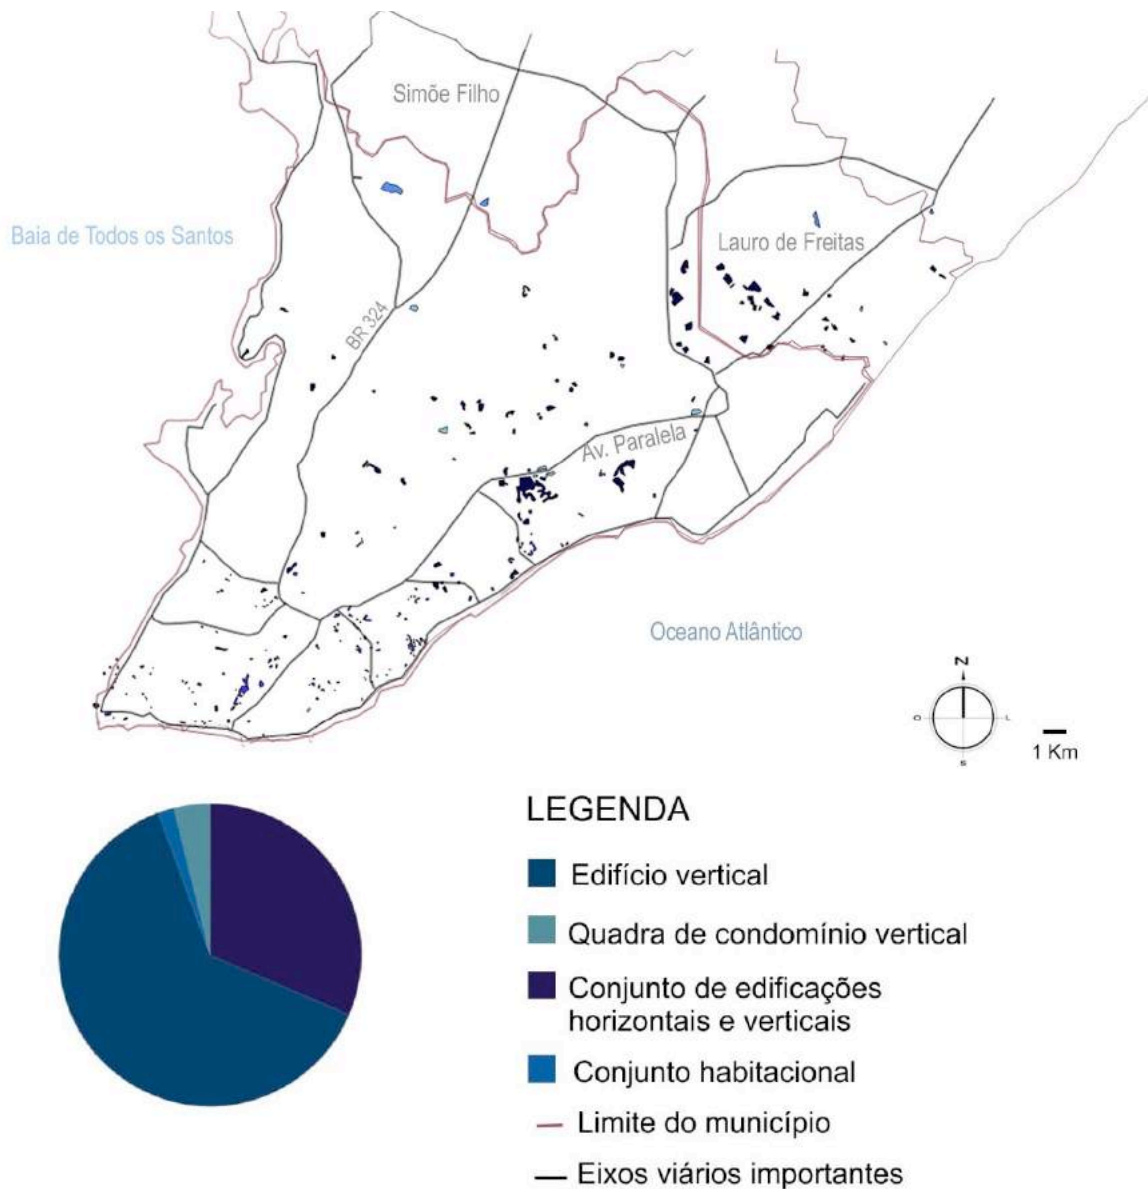 Simõe Filho
Baia de Todos os Santos
Lauro de Freitas
BR 324
Av. Paralela
Oceano Atlântico
N
O
L
S
1 Km
LEGENDA
Edifício vertical
Quadra de condomínio vertical
Conjunto de edificações
horizontais e verticais
Conjunto habitacional
Limite do município
Eixos viários importantes